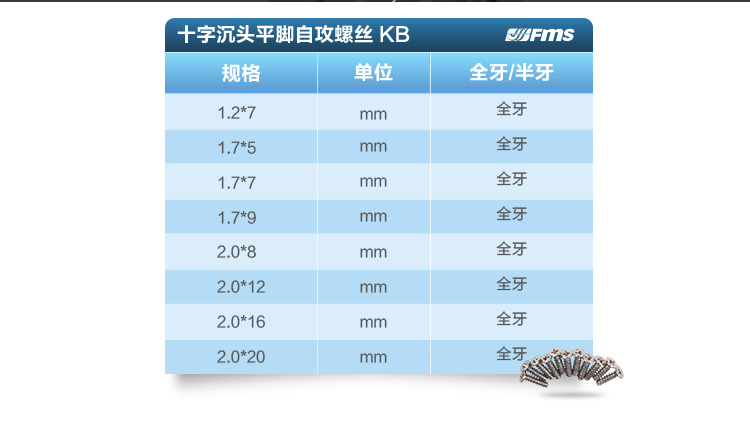 十字沉头平脚自攻螺丝 KB FMS
规格 单位 全牙/半牙
1.2*7 mm 全牙
1.7*5 mm 全牙
1.7*7 mm 全牙
1.7*9 mm 全牙
2.0*8 mm 全牙
2.0*12 mm 全牙
2.0*16 mm 全牙
2.0*20 mm 全牙